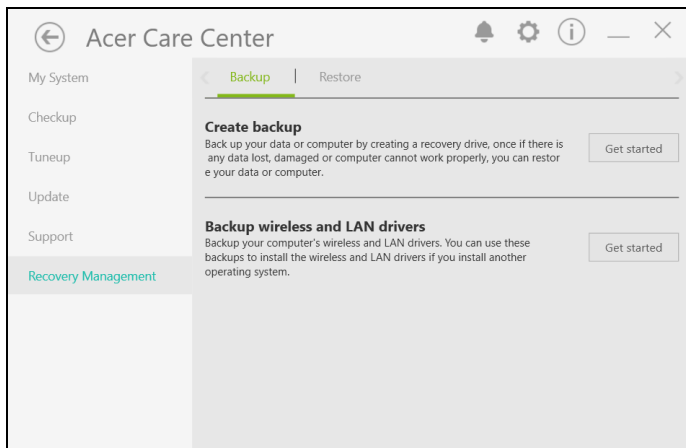 Acer Care Center
My System
Checkup
Tuneup
Update
Support
Recovery Management
Backup | Restore
Create backup
Back up your data or computer by creating a recovery drive, once if there is
any data lost, damaged or computer cannot work properly, you can restor
e your data or computer.
Get started
Backup wireless and LAN drivers
Backup your computer's wireless and LAN drivers. You can use these
backups to install the wireless and LAN drivers if you install another
operating system.
Get started